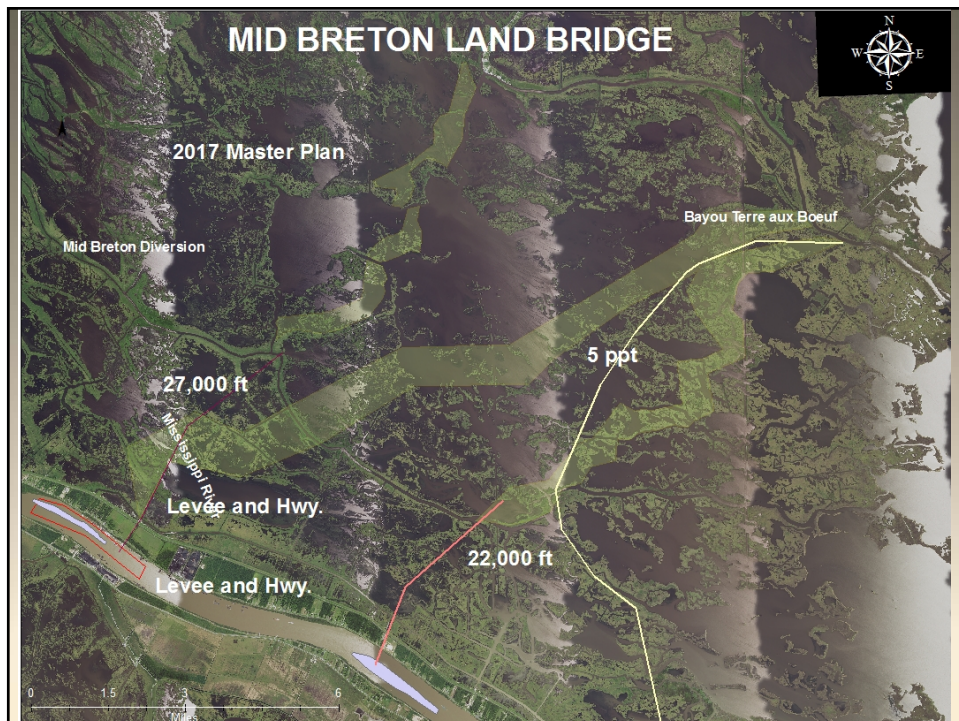 MID BRETON LAND BRIDGE
N
W E
S
2017 Master Plan
Bayou Terre aux Boeuf
Mid Breton Diversion
5 ppt
27,000 ft
Mississippi River
Levee and Hwy.
22,000 ft
Levee and Hwy.
0 1.5 3 6
Miles